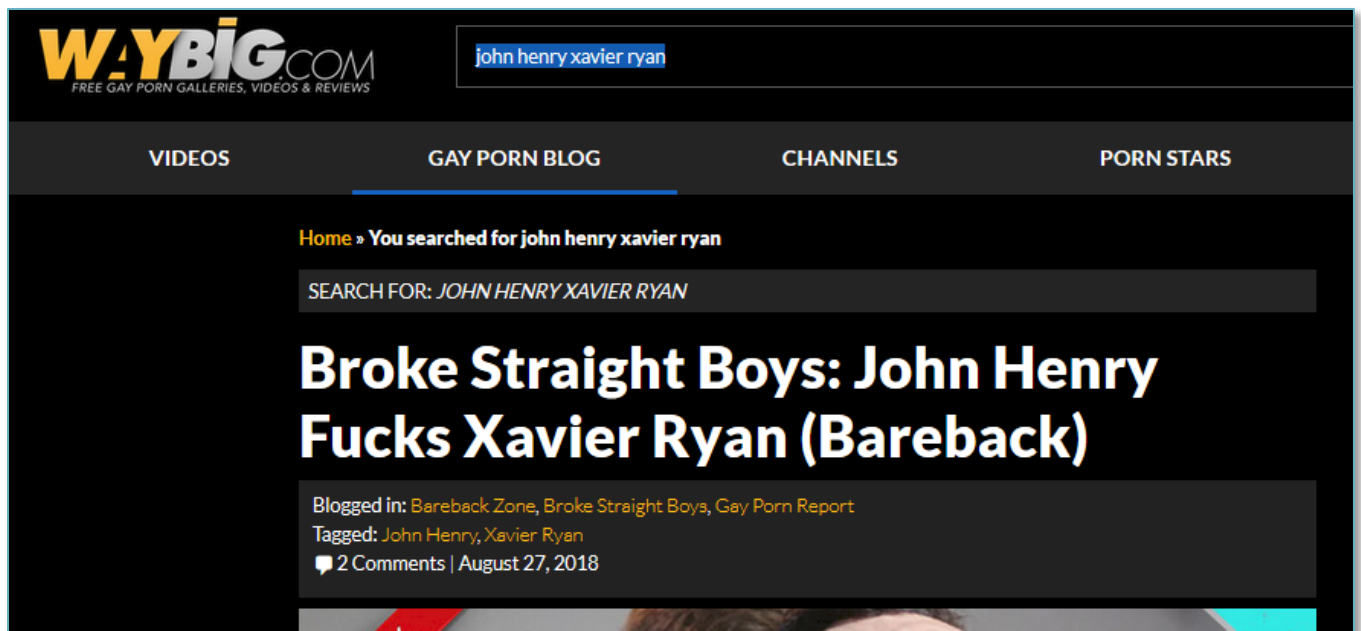 WAYBIG.COM
FREE GAY PORN GALLERIES, VIDEOS & REVIEWS
john henry xavier ryan
VIDEOS GAY PORN BLOG CHANNELS PORN STARS
Home » You searched for john henry xavier ryan
SEARCH FOR: JOHN HENRY XAVIER RYAN
Broke Straight Boys: John Henry
Fucks Xavier Ryan (Bareback)
Blogged in: Bareback Zone, Broke Straight Boys, Gay Porn Report
Tagged: John Henry, Xavier Ryan
2 Comments | August 27, 2018